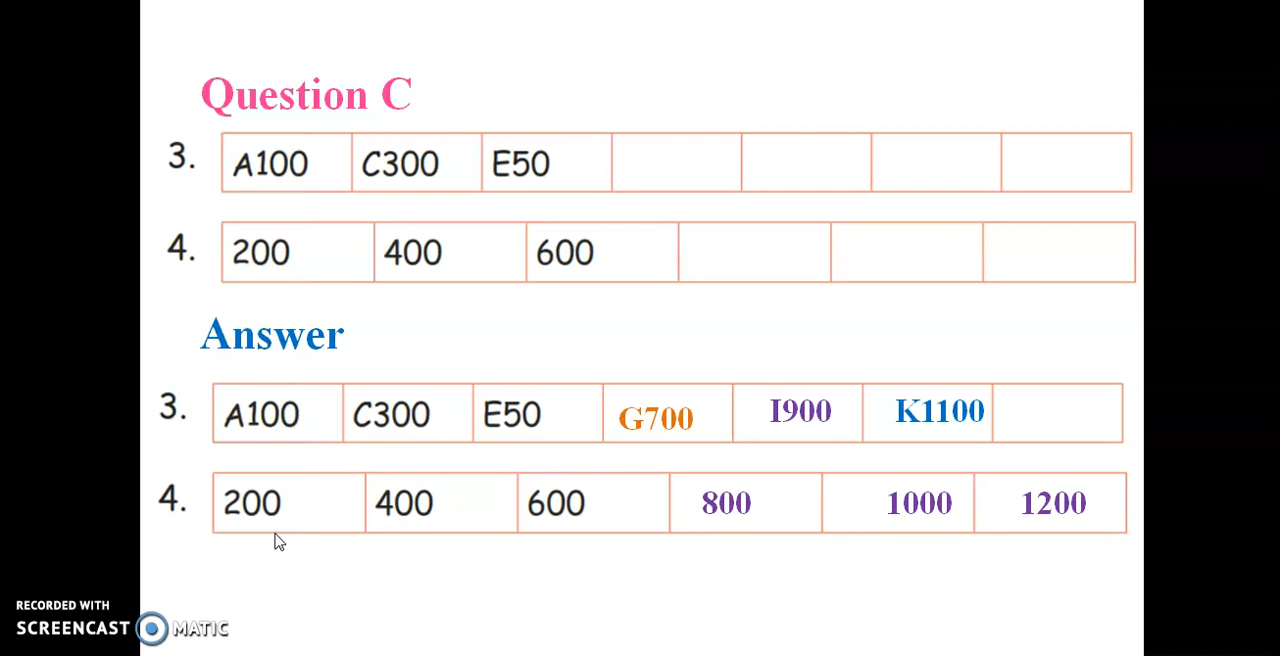 Question C
3. A100 C300 E50
4. 200 400 600
Answer
3. A100 C300 E50 G700 I900 K1100
4. 200 400 600 800 1000 1200
RECORDED WITH
SCREENCAST MATIC